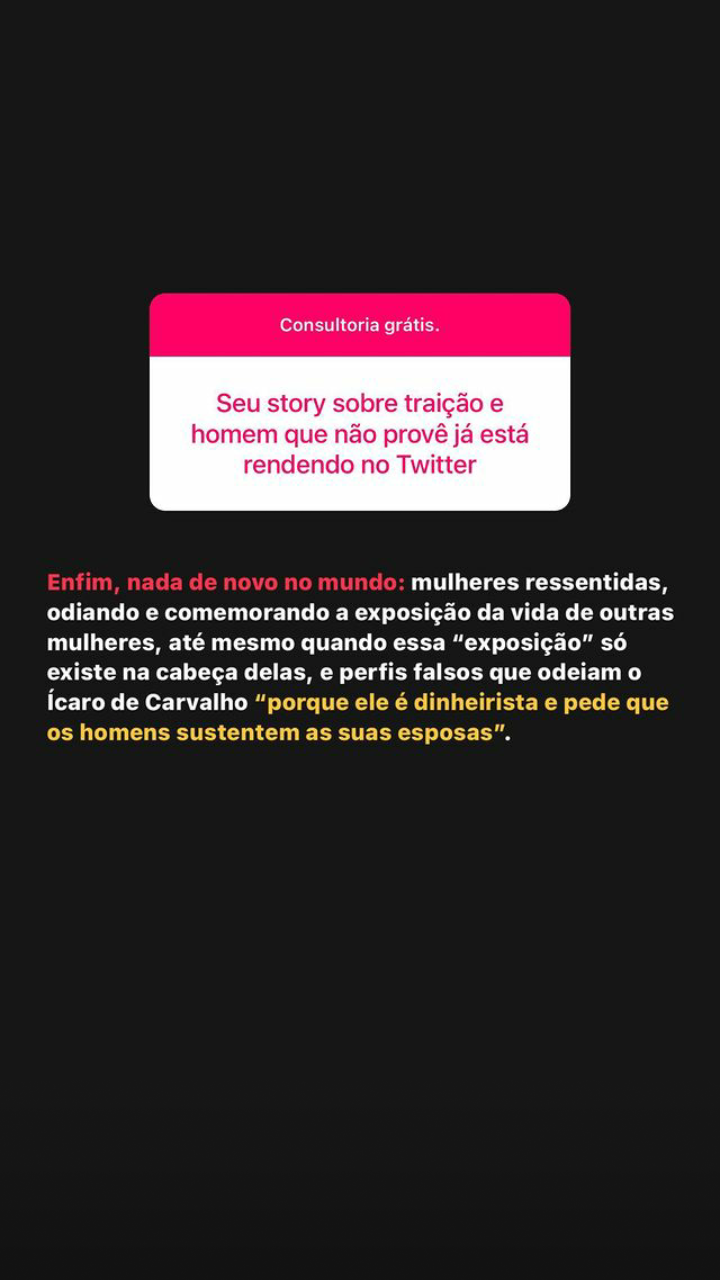 Consultoria grátis.
Seu story sobre traição e
homem que não provê já está
rendendo no Twitter
Enfim, nada de novo no mundo: mulheres ressentidas,
odiando e comemorando a exposição da vida de outras
mulheres, até mesmo quando essa “exposição” só
existe na cabeça delas, e perfis falsos que odeiam o
Ícaro de Carvalho “porque ele é dinheirista e pede que
os homens sustentem as suas esposas”.